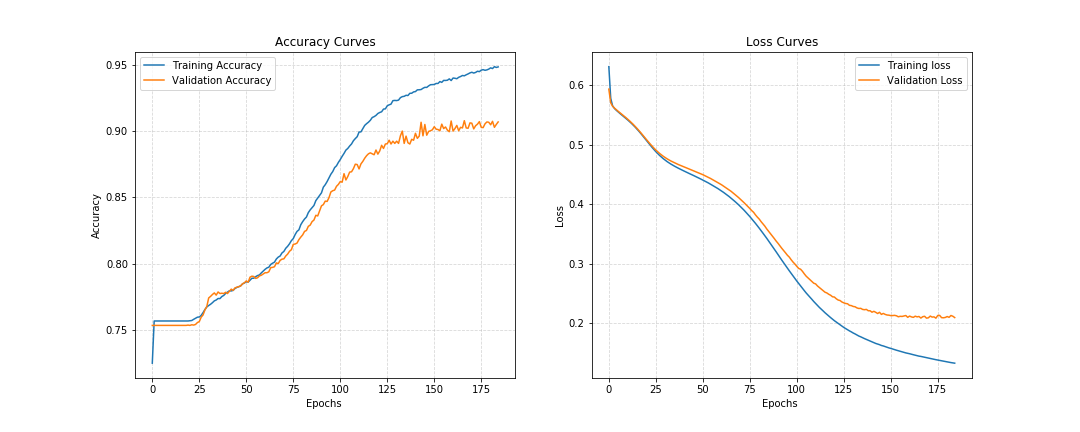 Accuracy Curves
Training Accuracy
Validation Accuracy
0.95
0.90
0.85
0.80
0.75
Accuracy
0 25 50 75 100 125 150 175
Epochs
Loss Curves
Training loss
Validation Loss
0.6
0.5
0.4
0.3
0.2
Loss
0 25 50 75 100 125 150 175
Epochs